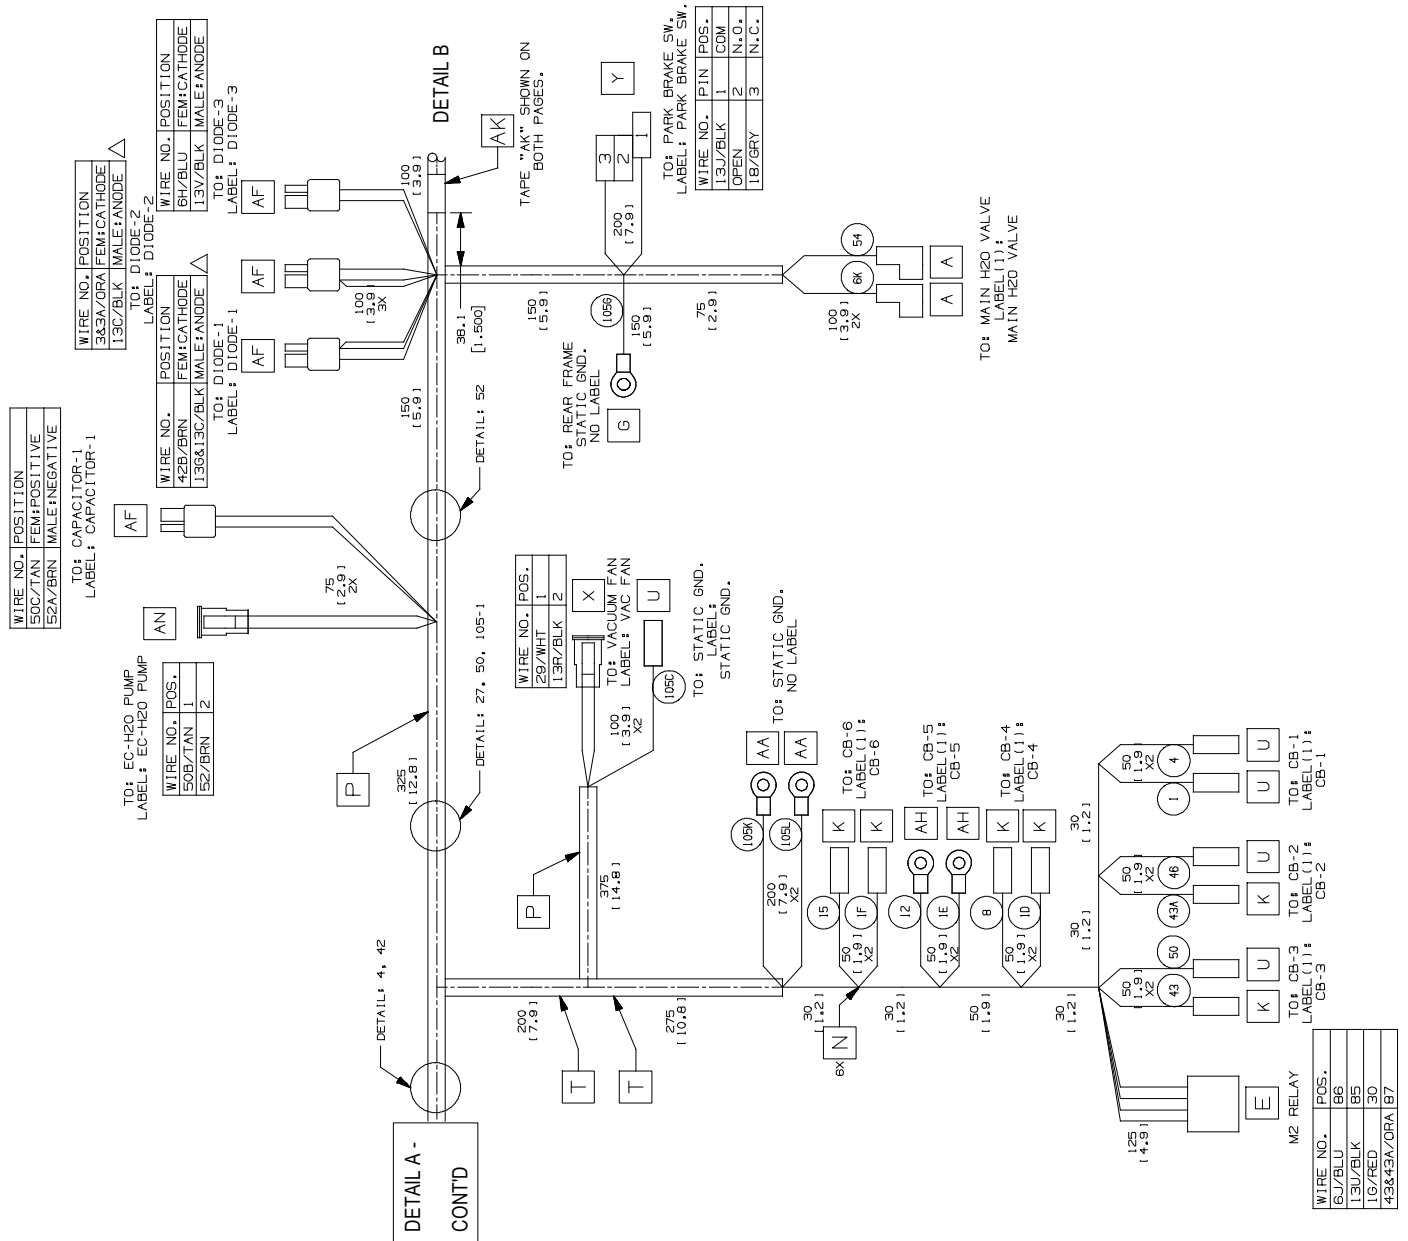 WIRE NO. POSITION
50C/TAN FEM:POSITIVE
52A/BRN MALE:NEGATIVE
TO: CAPACITOR-1
LABEL: CAPACITOR-1
AF
75
[2.9]
2X
TO: EC-H2O PUMP
LABEL: EC-H2O PUMP
WIRE NO. POS.
50B/TAN 1
52/BRN 2
AN
WIRE NO. POSITION
3&3A/ORA FEM:CATHODE
13C/BLK MALE:ANODE
TO: DIODE-2
LABEL: DIODE-2
WIRE NO. POSITION
42B/BRN FEM:CATHODE
13G&13C/BLK MALE:ANODE
TO: DIODE-1
LABEL: DIODE-1
WIRE NO. POSITION
6H/BLU FEM:CATHODE
13V/BLK MALE:ANODE
TO: DIODE-3
LABEL: DIODE-3
AF
AF
AF
100
[3.9]
3X
100
[3.9]
DETAIL B
AK
TAPE "AK" SHOWN ON
BOTH PAGES.
38.1
[1.500]
150
[5.9]
DETAIL: 52
P
325
[12.8]
DETAIL: 27, 50, 105-1
DETAIL: 4, 42
DETAIL A -
CONT'D
150
[5.9]
200
[7.9]
3
2
1
Y
TO: PARK BRAKE SW.
LABEL: PARK BRAKE SW.
WIRE NO. PIN POS.
13J/BLK 1 COM
OPEN 2 N.O.
18/GRY 3 N.C.
105G
150
[5.9]
TO: REAR FRAME
STATIC GND.
NO LABEL
G
75
[2.9]
100
[3.9]
2X
6K
54
A
A
TO: MAIN H2O VALVE
LABEL(1):
MAIN H2O VALVE
WIRE NO. POS.
29/WHT 1
13R/BLK 2
X
TO: VACUUM FAN
LABEL: VAC FAN
U
100
[3.9]
X2
105C
TO: STATIC GND.
LABEL:
STATIC GND.
P
375
[14.8]
200
[7.9]
T
T
275
[10.8]
105K
105L
AA
AA
TO: STATIC GND.
NO LABEL
200
[7.9]
X2
30
[1.2]
N
6X
15
1F
K
K
TO: CB-6
LABEL(1):
CB-6
50
[1.9]
X2
30
[1.2]
12
1E
AH
AH
TO: CB-5
LABEL(1):
CB-5
50
[1.9]
X2
50
[1.9]
8
1D
K
K
TO: CB-4
LABEL(1):
CB-4
50
[1.9]
X2
30
[1.2]
30
[1.2]
30
[1.2]
50
[1.9]
X2
43
50
K
U
TO: CB-3
LABEL(1):
CB-3
50
[1.9]
X2
43A
46
K
U
TO: CB-2
LABEL(1):
CB-2
50
[1.9]
X2
1
4
U
U
TO: CB-1
LABEL(1):
CB-1
125
[4.9]
E
M2 RELAY
WIRE NO. POS.
6J/BLU 86
13U/BLK 85
1G/RED 30
43&43A/ORA 87